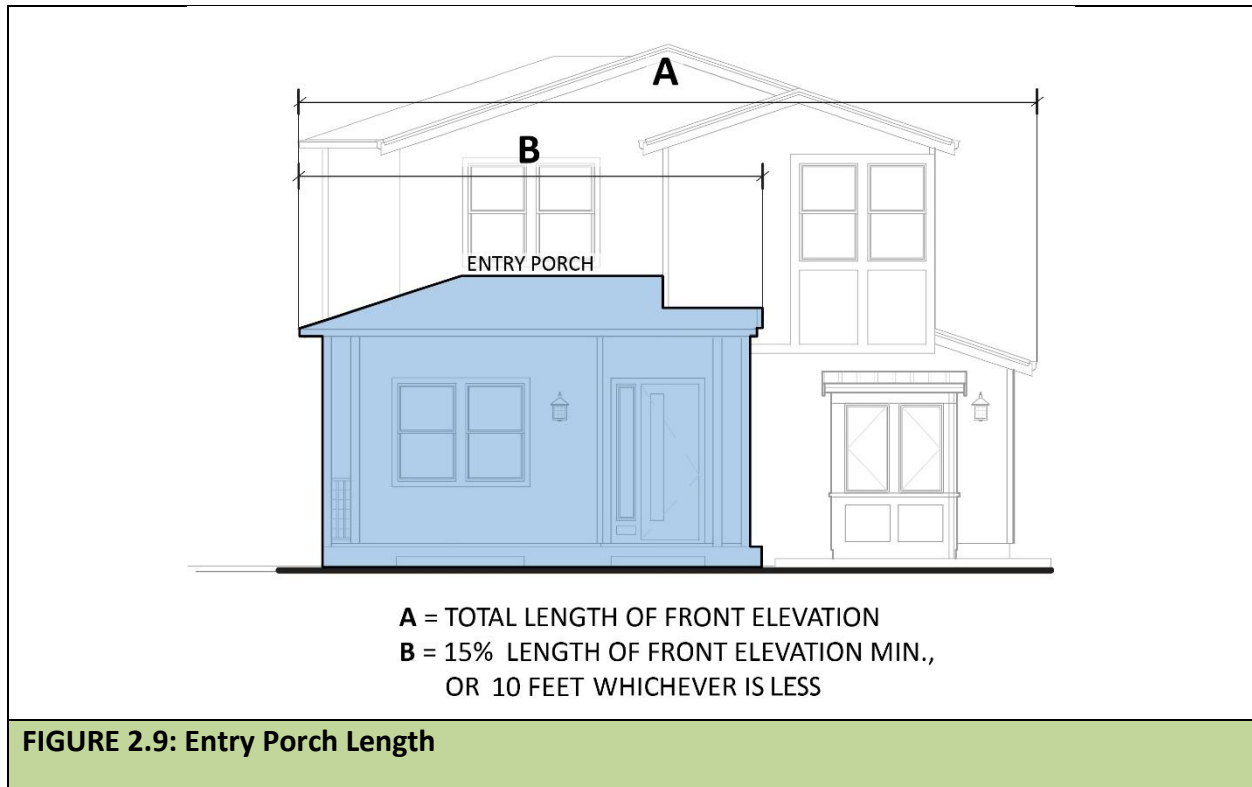 A
B
ENTRY PORCH
A = TOTAL LENGTH OF FRONT ELEVATION
B = 15% LENGTH OF FRONT ELEVATION MIN.,
OR 10 FEET WHICHEVER IS LESS
FIGURE 2.9: Entry Porch Length